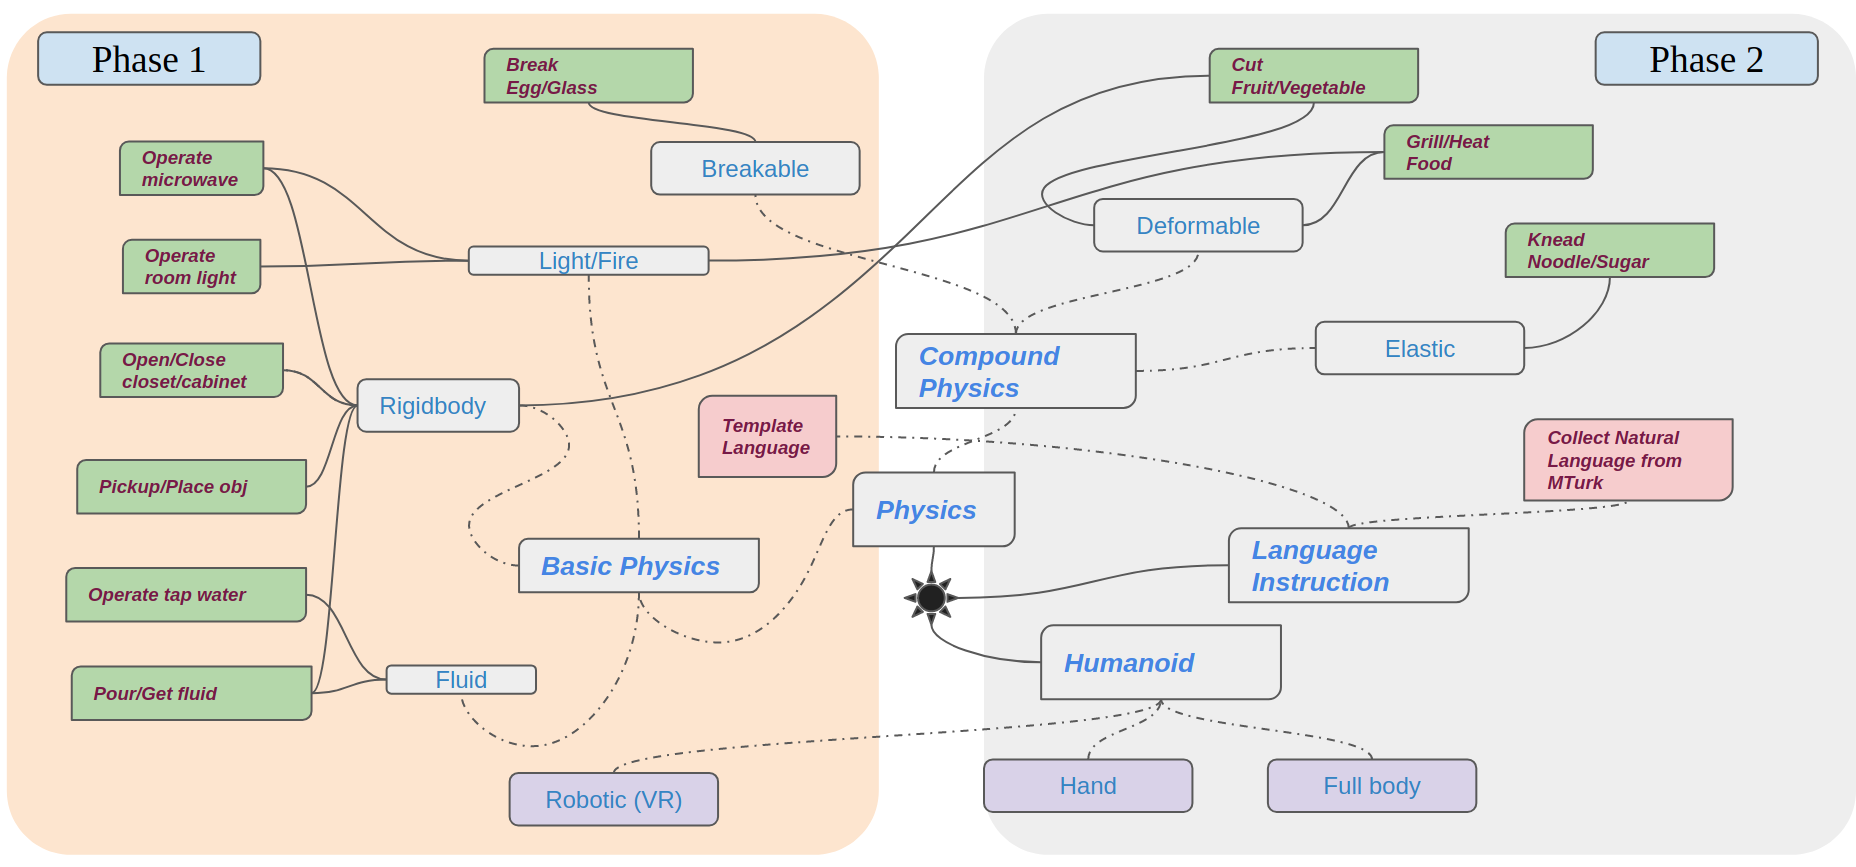 Phase 1
Break
Egg/Glass
Breakable
Operate
microwave
Operate
room light
Light/Fire
Open/Close
closet/cabinet
Rigidbody
Template
Language
Pickup/Place obj
Basic Physics
Operate tap water
Pour/Get fluid
Fluid
Robotic (VR)
Phase 2
Cut
Fruit/Vegetable
Grill/Heat
Food
Deformable
Knead
Noodle/Sugar
Elastic
Compound
Physics
Collect Natural
Language from
MTurk
Physics
Language
Instruction
Humanoid
Hand
Full body